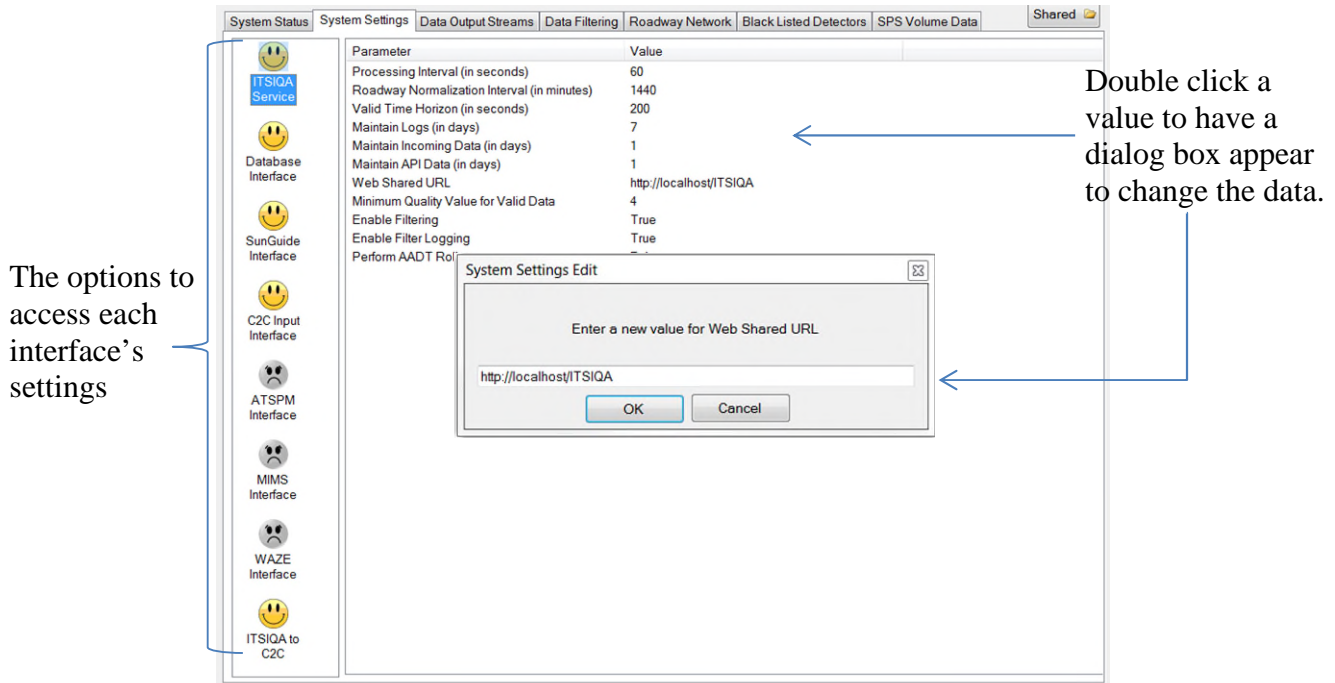 System Status System Settings Data Output Streams Data Filtering Roadway Network Black Listed Detectors SPS Volume Data Shared
Parameter Value
Processing Interval (in seconds) 60
Roadway Normalization Interval (in minutes) 1440
Valid Time Horizon (in seconds) 200
Maintain Logs (in days) 7
Maintain Incoming Data (in days) 1
Maintain API Data (in days) 1
Web Shared URL http://localhost/ITSIQA
Minimum Quality Value for Valid Data 4
Enable Filtering True
Enable Filter Logging True
Perform AADT
ITSIQA
Service
Database
Interface
SunGuide
Interface
C2C Input
Interface
ATSPM
Interface
MIMS
Interface
WAZE
Interface
ITSIQA to
C2C
System Settings Edit
Enter a new value for Web Shared URL
http://localhost/ITSIQA
OK Cancel
The options to
access each
interface’s
settings
Double click a
value to have a
dialog box appear
to change the data.